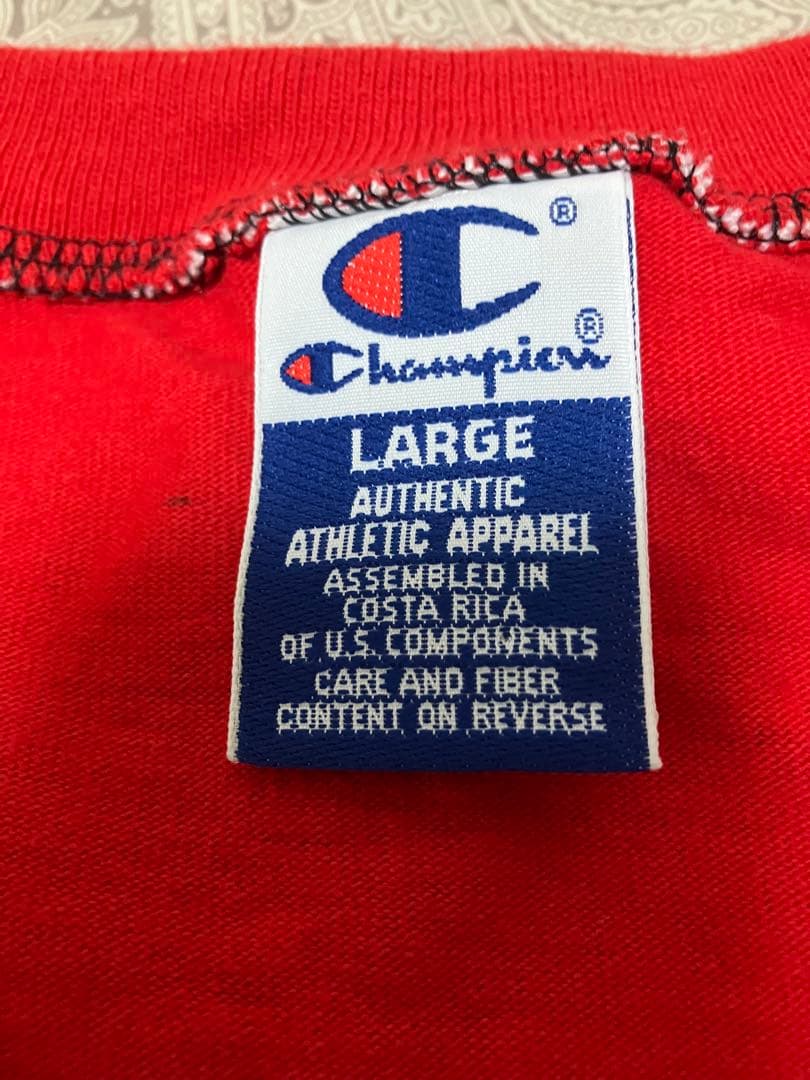 ®
Champion®
LARGE
AUTHENTIC
ATHLETIC APPAREL
ASSEMBLED IN
COSTA RICA
OF U.S. COMPONENTS
CARE AND FIBER
CONTENT ON REVERSE